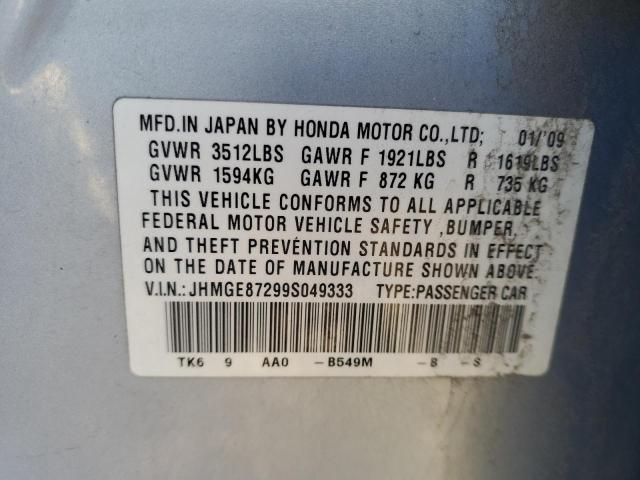 MFD.IN JAPAN BY HONDA MOTOR CO.,LTD; 01/'09
GVWR 3512LBS GAWR F 1921LBS R 1619LBS
GVWR 1594KG GAWR F 872 KG R 735 KG
THIS VEHICLE CONFORMS TO ALL APPLICABLE
FEDERAL MOTOR VEHICLE SAFETY ,BUMPER,
AND THEFT PREVENTION STANDARDS IN EFFECT
ON THE DATE OF MANUFACTURE SHOWN ABOVE
V.I.N.:JHMGE87299S049333 TYPE:PASSENGER CAR
TK6 9 AA0 -B549M -B -S